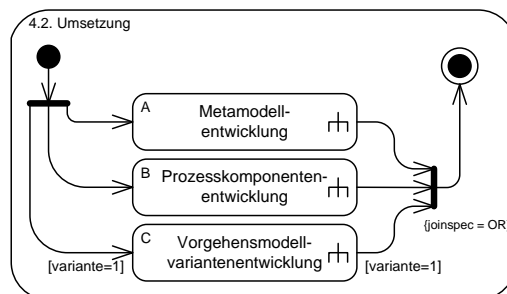 4.2. Umsetzung
A
Metamodell-
entwicklung
B
Prozesskomponenten-
entwicklung
C
Vorgehensmodell-
variantenentwicklung
{joinspec = OR}
[variante=1]
[variante=1]